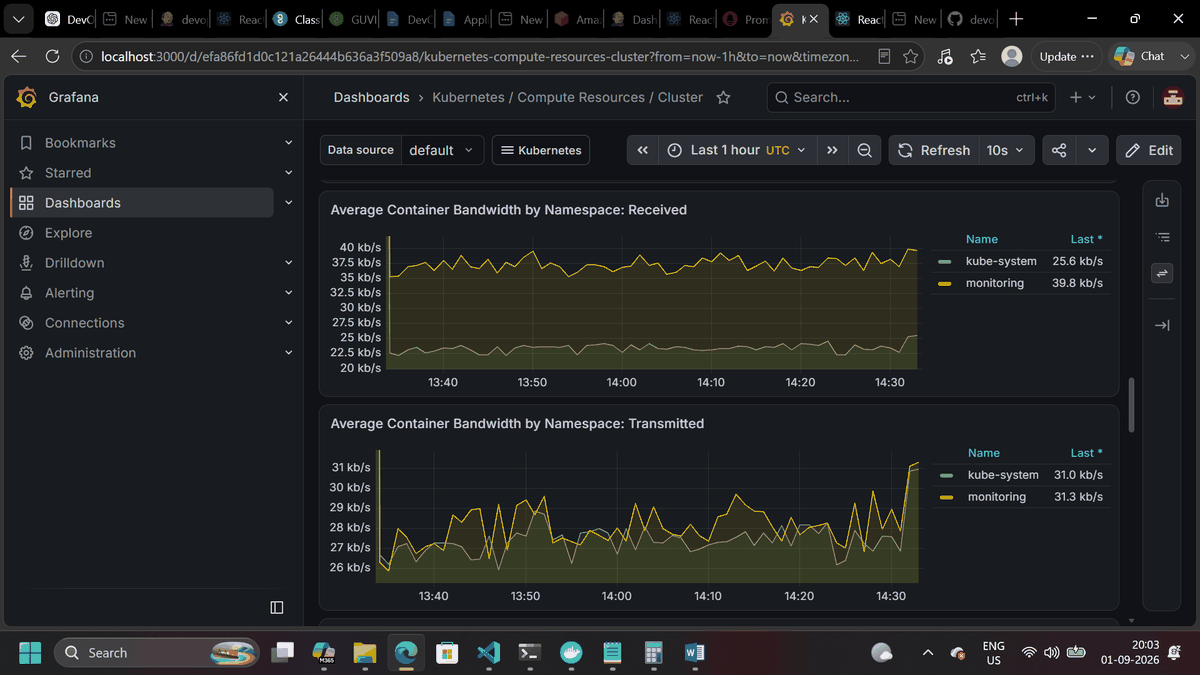 DevC New devo React Class GUVI DevC Appl New Ama Dash React Pron K React New devo
localhost:3000/d/efa86fd1d0c121a26444b636a3f509a8/kubernetes-compute-resources-cluster?from=now-1h&to=now&timezon... Update Chat
Grafana
Dashboards › Kubernetes / Compute Resources / Cluster Search... ctrl+k
Bookmarks
Starred
Dashboards
Explore
Drilldown
Alerting
Connections
Administration
Data source default Kubernetes Last 1 hour UTC Refresh 10s Edit
Average Container Bandwidth by Namespace: Received
40 kb/s
37.5 kb/s
35 kb/s
32.5 kb/s
30 kb/s
27.5 kb/s
25 kb/s
22.5 kb/s
20 kb/s
13:40 13:50 14:00 14:10 14:20 14:30
Name Last *
kube-system 25.6 kb/s
monitoring 39.8 kb/s
Average Container Bandwidth by Namespace: Transmitted
31 kb/s
30 kb/s
29 kb/s
28 kb/s
27 kb/s
26 kb/s
13:40 13:50 14:00 14:10 14:20 14:30
Name Last *
kube-system 31.0 kb/s
monitoring 31.3 kb/s
Search M365 ENG
US
20:03
01-09-2026